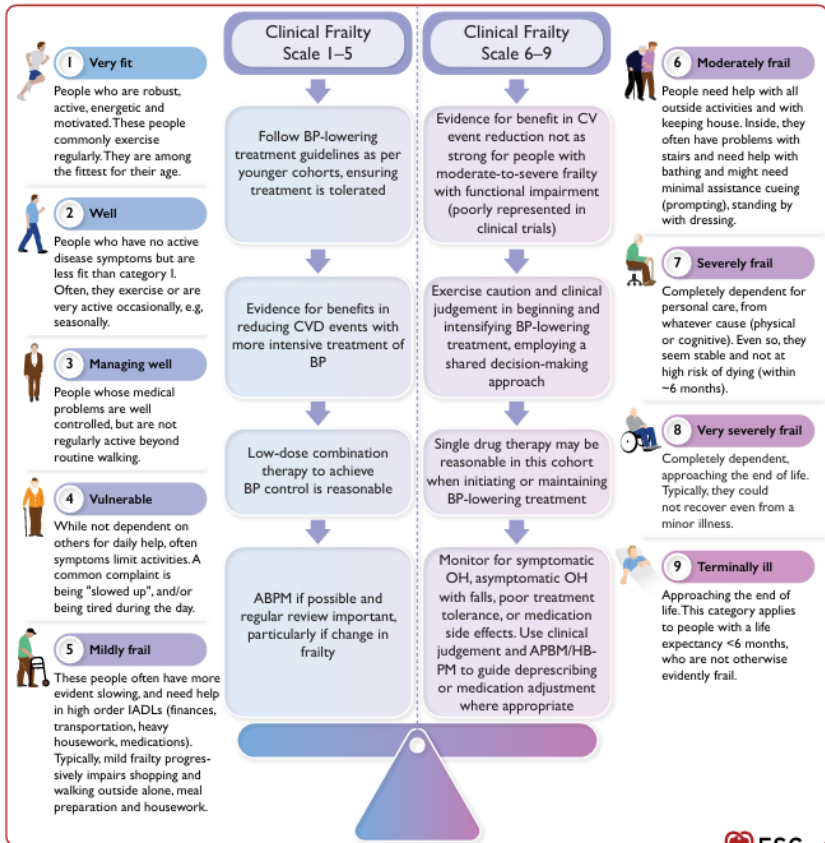 Clinical Frailty
Scale 1–5
Clinical Frailty
Scale 6–9
1 Very fit
People who are robust,
active, energetic and
motivated. These people
commonly exercise
regularly. They are among
the fittest for their age.
2 Well
People who have no active
disease symptoms but are
less fit than category I.
Often, they exercise or are
very active occasionally, e.g,
seasonally.
3 Managing well
People whose medical
problems are well
controlled, but are not
regularly active beyond
routine walking.
4 Vulnerable
While not dependent on
others for daily help, often
symptoms limit activities. A
common complaint is
being "slowed up", and/or
being tired during the day.
5 Mildly frail
These people often have more
evident slowing, and need help
in high order IADLs (finances,
transportation, heavy
housework, medications).
Typically, mild frailty progres-
sively impairs shopping and
walking outside alone, meal
preparation and housework.
Follow BP-lowering
treatment guidelines as per
younger cohorts, ensuring
treatment is tolerated
Evidence for benefits in
reducing CVD events with
more intensive treatment of
BP
Low-dose combination
therapy to achieve
BP control is reasonable
ABPM if possible and
regular review important,
particularly if change in
frailty
Evidence for benefit in CV
event reduction not as
strong for people with
moderate-to-severe frailty
with functional impairment
(poorly represented in
clinical trials)
Exercise caution and clinical
judgement in beginning and
intensifying BP-lowering
treatment, employing a
shared decision-making
approach
Single drug therapy may be
reasonable in this cohort
when initiating or maintaining
BP-lowering treatment
Monitor for symptomatic
OH, asymptomatic OH
with falls, poor treatment
tolerance, or medication
side effects. Use clinical
judgement and APBM/HB-
PM to guide deprescribing
or medication adjustment
where appropriate
6 Moderately frail
People need help with all
outside activities and with
keeping house. Inside, they
often have problems with
stairs and need help with
bathing and might need
minimal assistance cueing
(prompting), standing by
with dressing.
7 Severely frail
Completely dependent for
personal care, from
whatever cause (physical
or cognitive). Even so, they
seem stable and not at
high risk of dying (within
~6 months).
8 Very severely frail
Completely dependent,
approaching the end of life.
Typically, they could
not recover even from a
minor illness.
9 Terminally ill
Approaching the end of
life. This category applies
to people with a life
expectancy <6 months,
who are not otherwise
evidently frail.
ESC